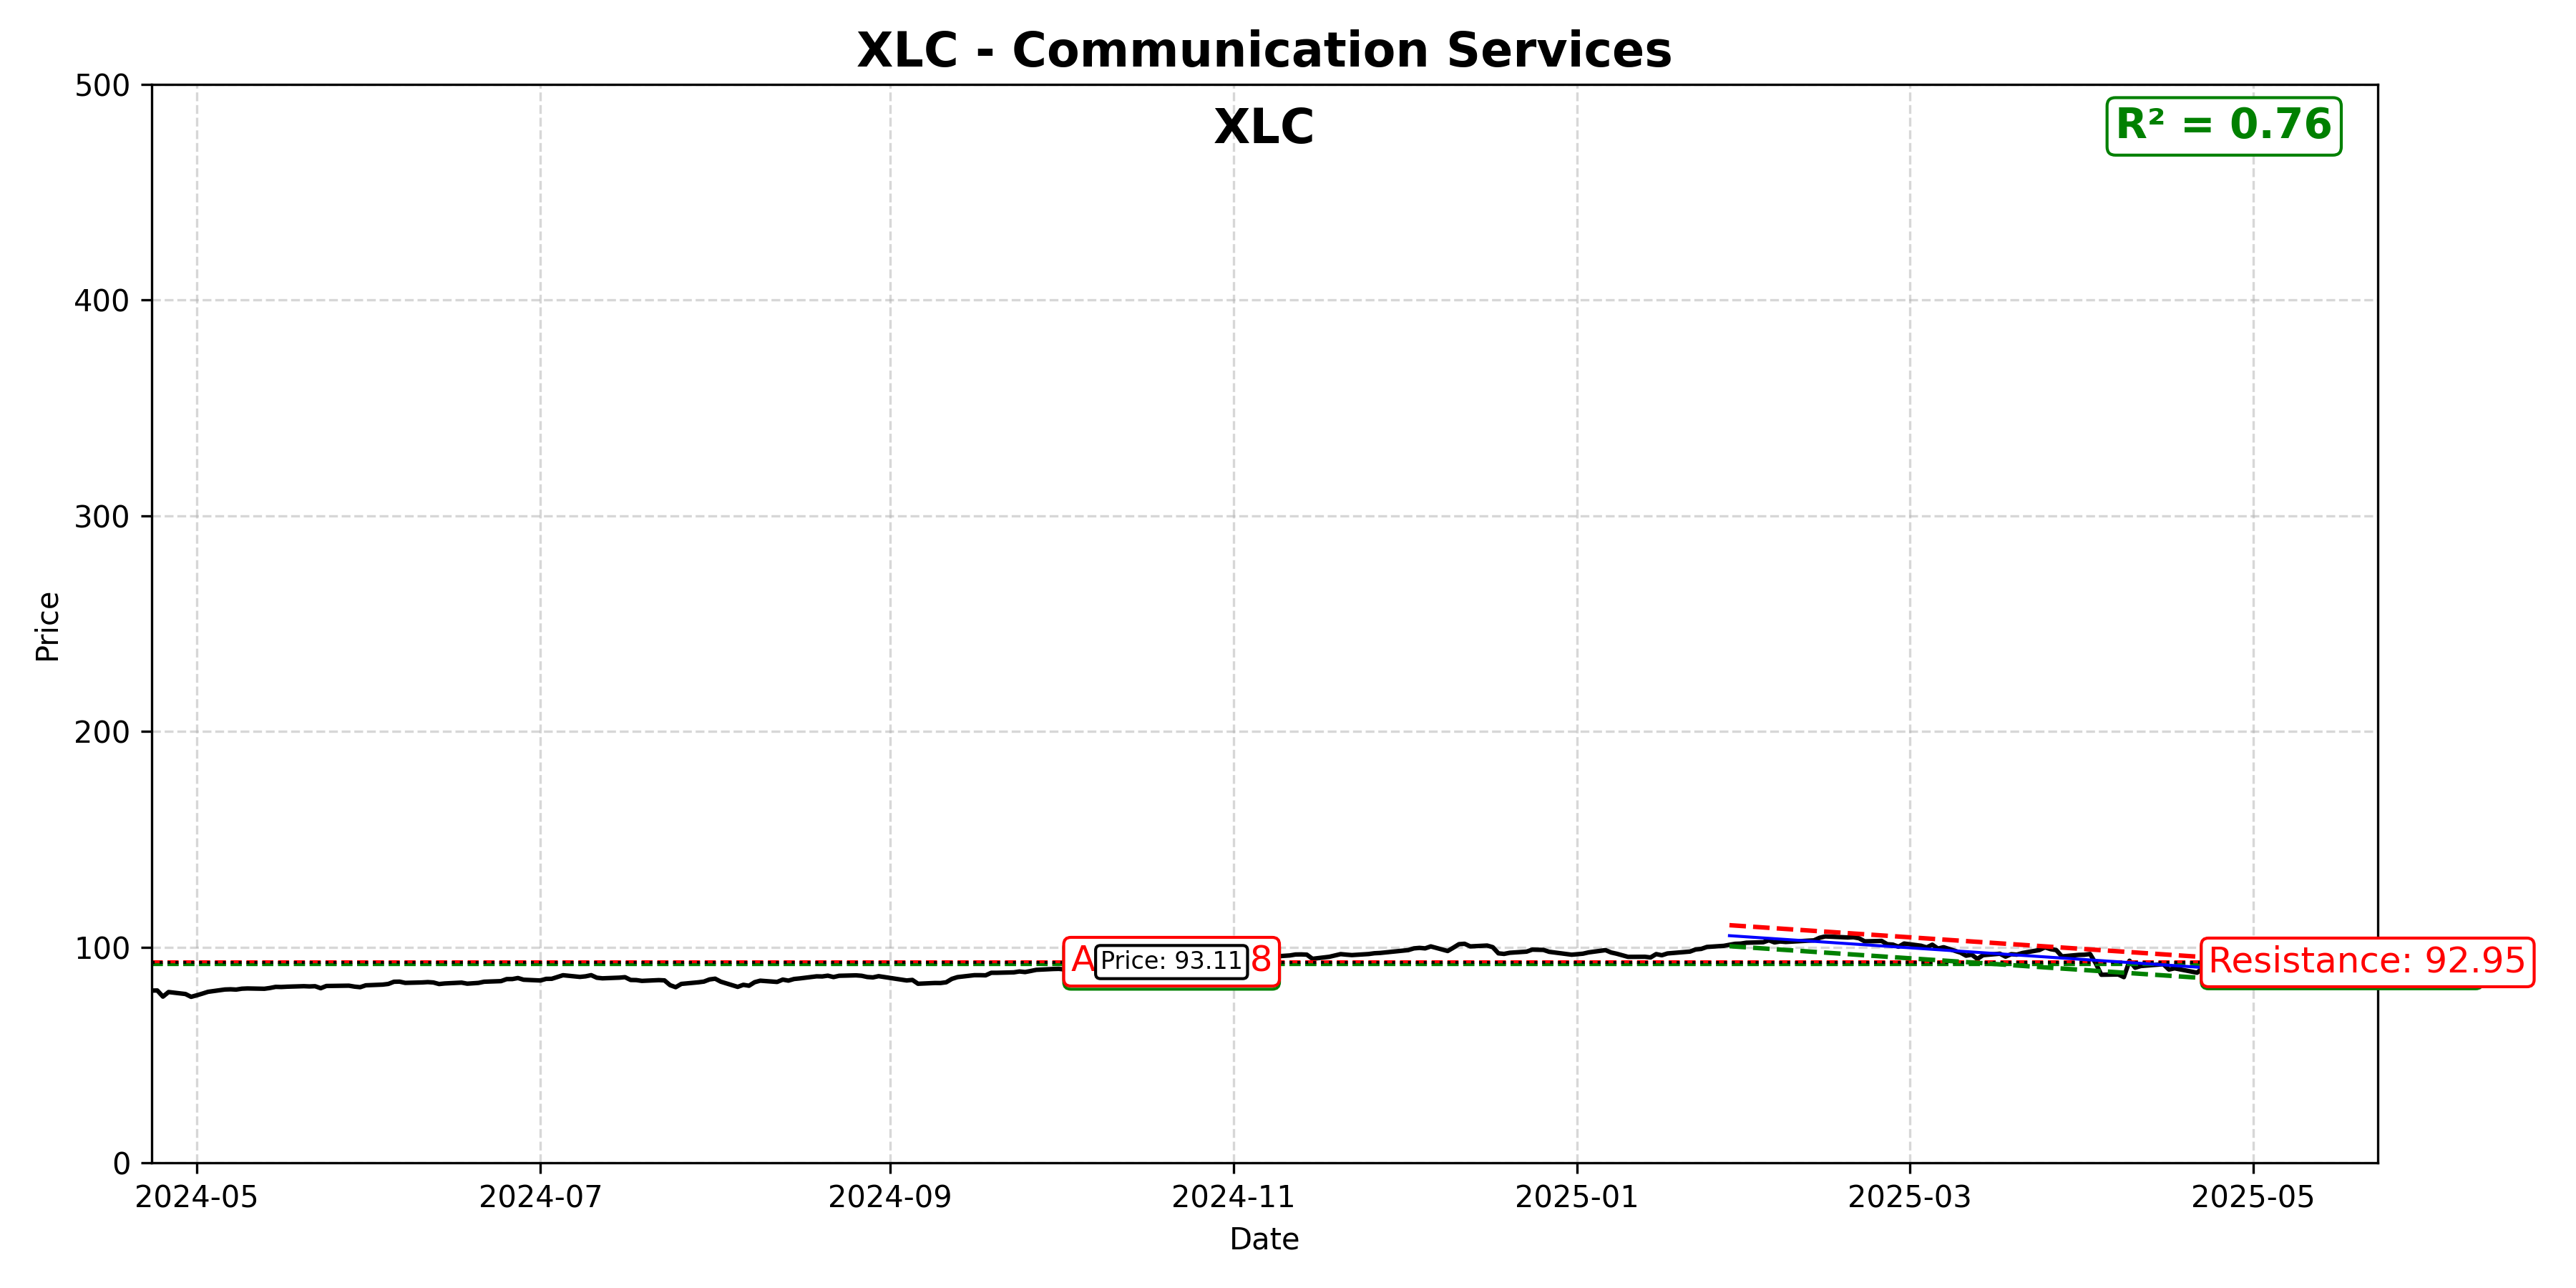 XLC - Communication Services
XLC
R² = 0.76
Price
500
400
300
200
100
0
A
Price: 93.11
8
Resistance: 92.95
2024-05
2024-07
2024-09
2024-11
2025-01
2025-03
2025-05
Date